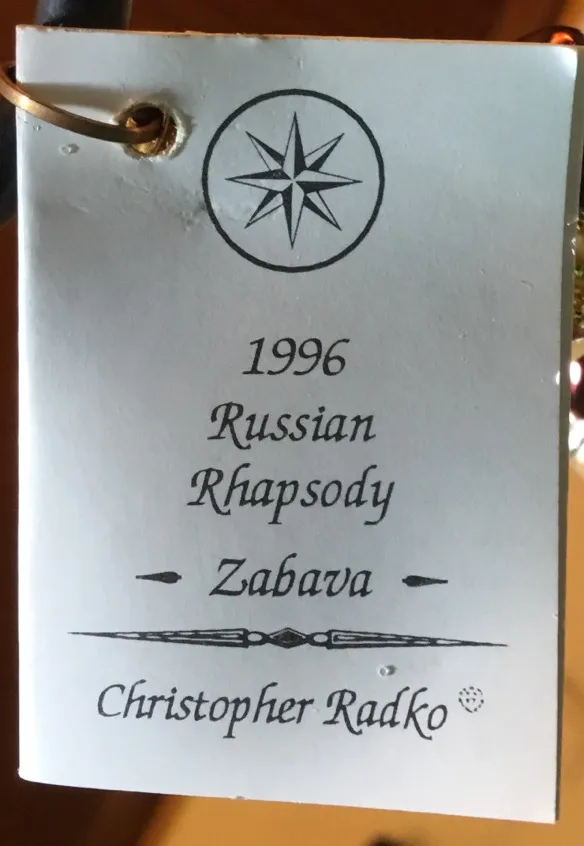 1996
Russian
Rhapsody
Zabava
Christopher Radko